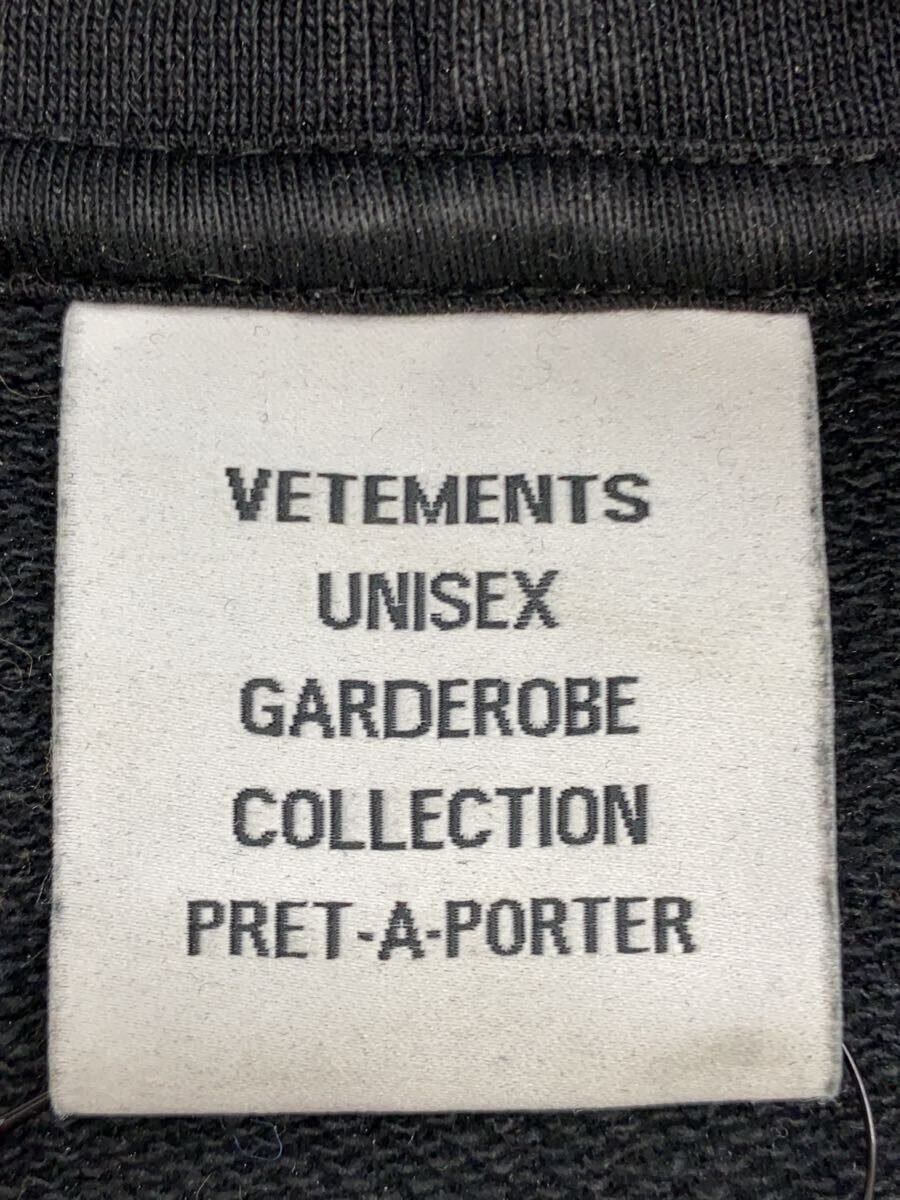 VETEMENTS
UNISEX
GARDEROBE
COLLECTION
PRET-A-PORTER